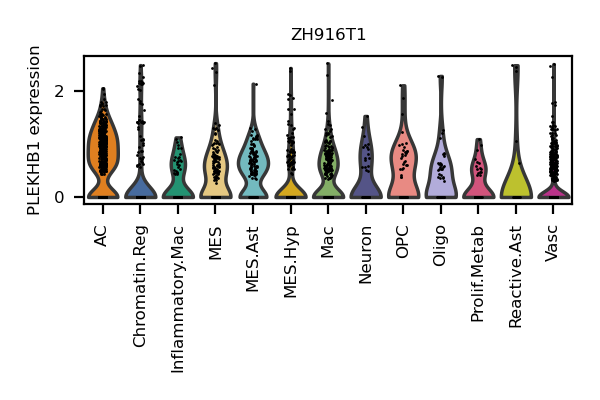 ZH916T1
PLEKHB1 expression
2
0
AC
Chromatin.Reg
Inflammatory.Mac
MES
MES.Ast
MES.Hyp
Mac
Neuron
OPC
Oligo
Prolif.Metab
Reactive.Ast
Vasc